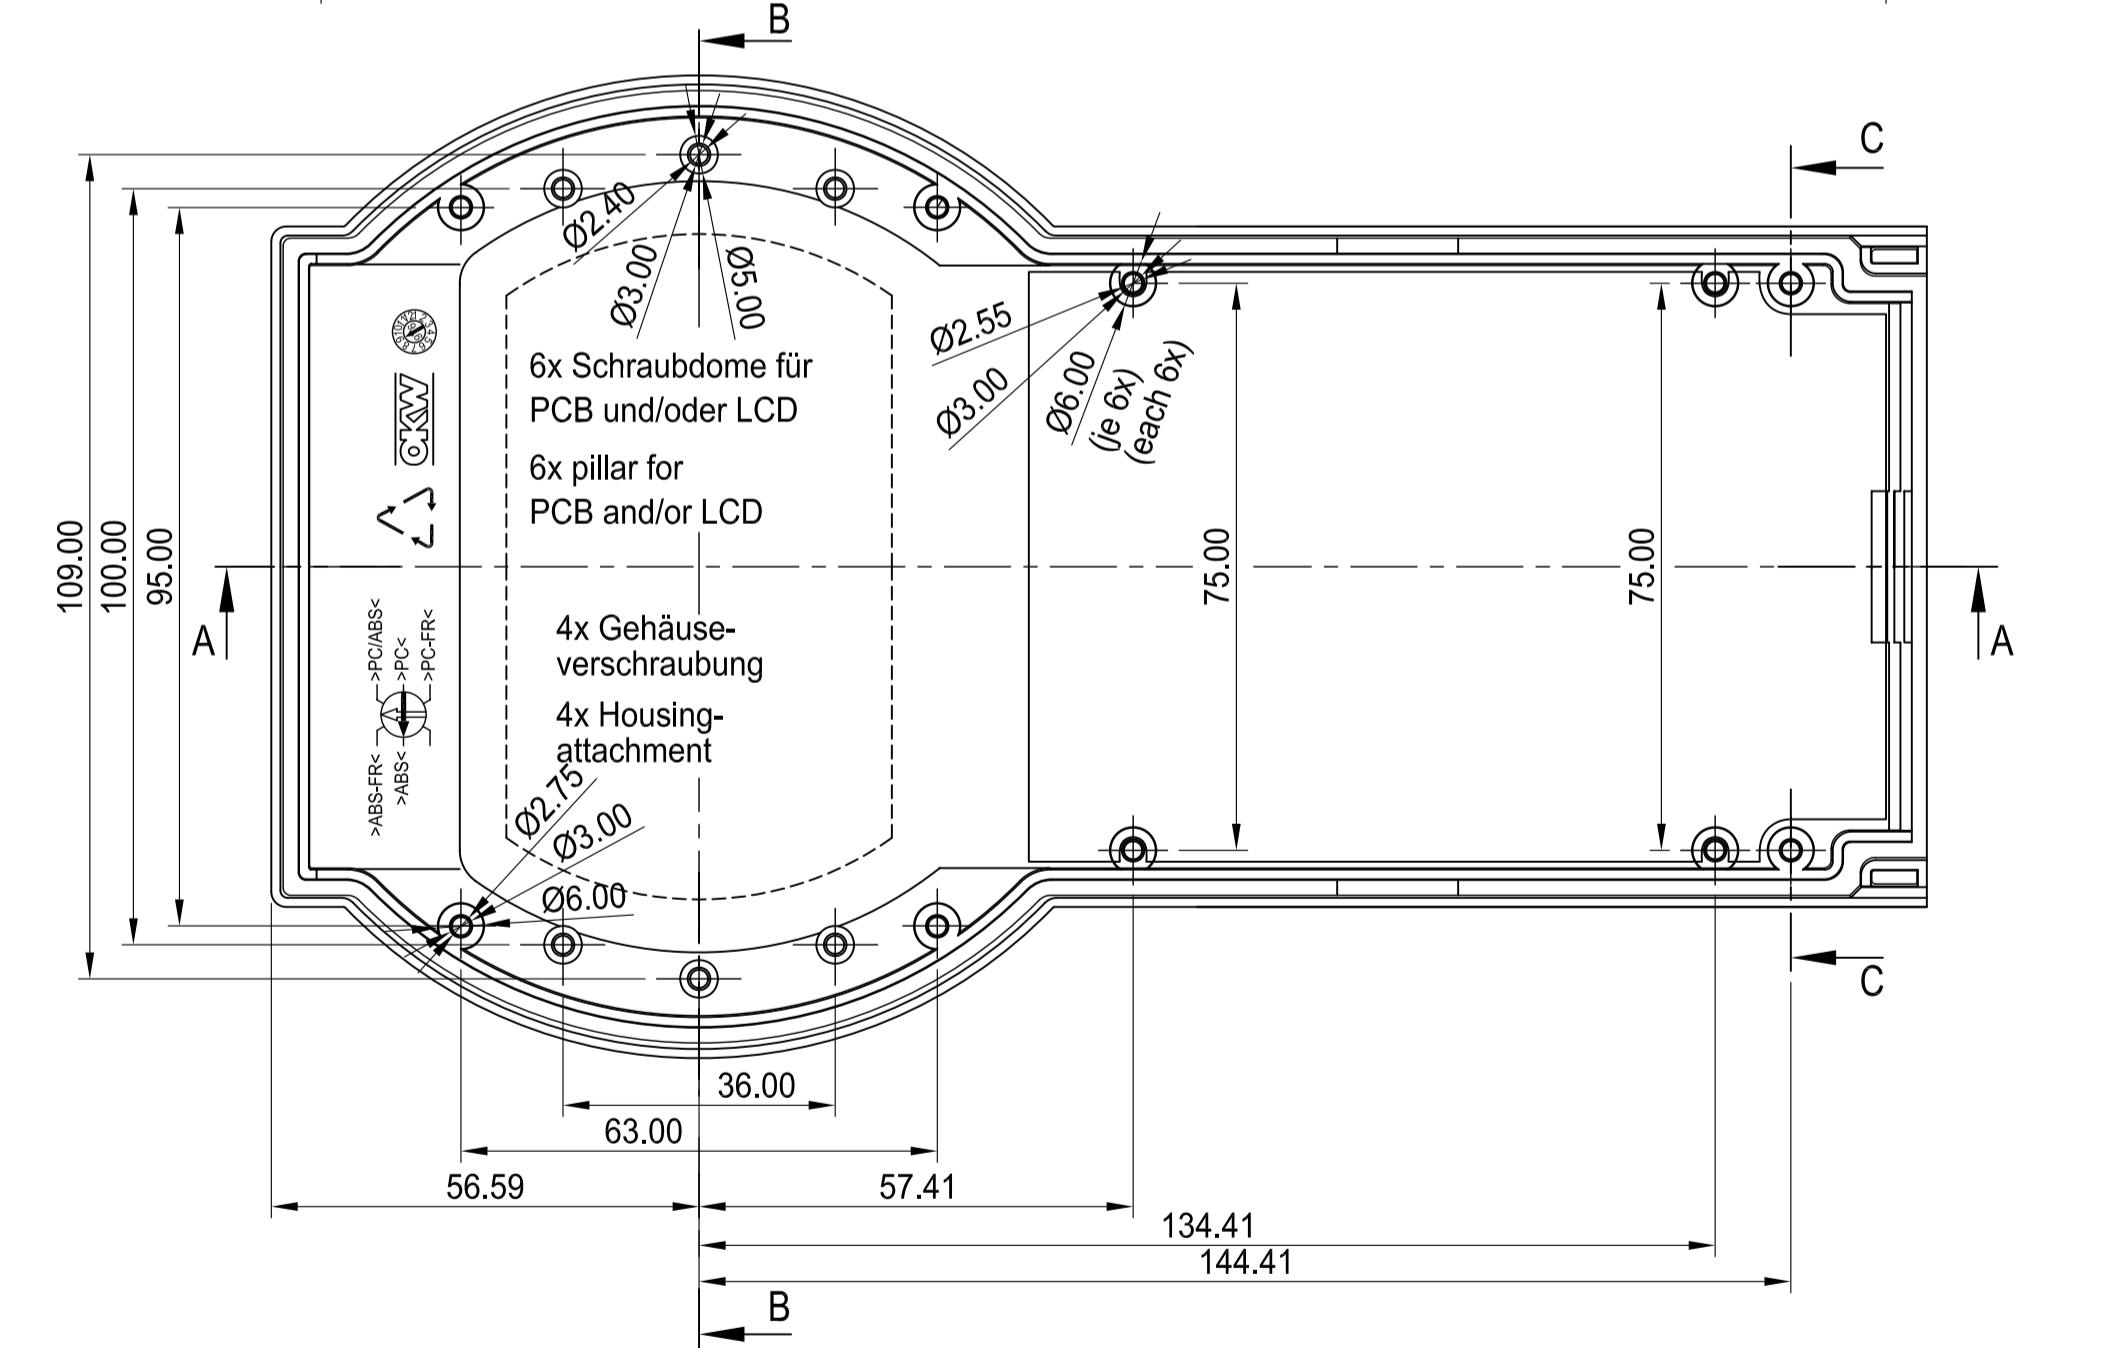 B
C
Ø2.40
Ø3.00
Ø5.00
Ø2.55
Ø3.00
Ø6.00
(je 6x)
(each 6x)
6x Schraubdome für
PCB und/oder LCD
6x pillar for
PCB and/or LCD
OKW
109.00
100.00
95.00
75.00
75.00
A
A
>PC/ABS<
>PC<
>PC-FR<
>ABS-FR<
>ABS<
4x Gehäuse-
verschraubung
4x Housing-
attachment
Ø2.75
Ø3.00
Ø6.00
C
36.00
63.00
56.59
57.41
134.41
144.41
B